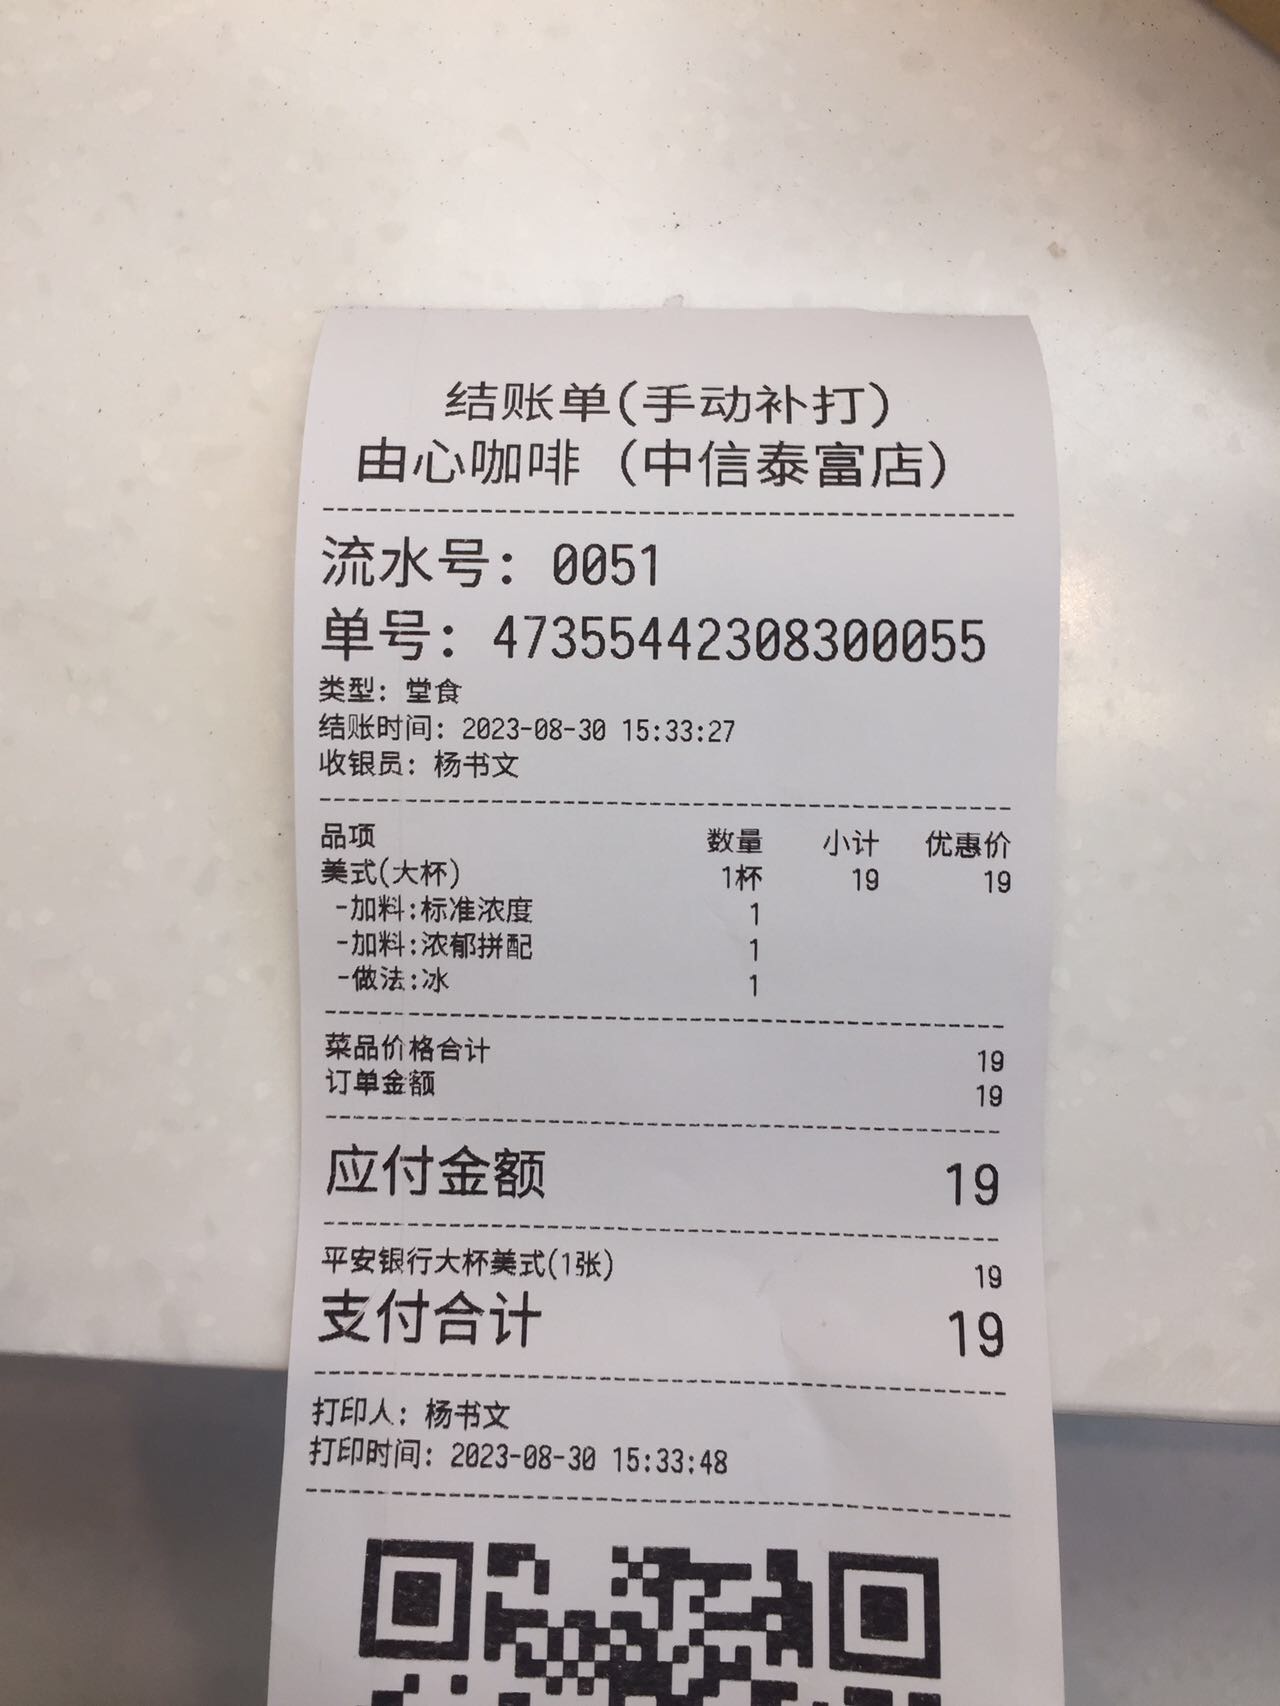 结账单(手动补打)
由心咖啡（中信泰富店）
流水号：0051
单号：47355442308300055
类型：堂食
结账时间：2023-08-30 15:33:27
收银员：杨书文
品项 数量 小计 优惠价
美式(大杯) 1杯 19 19
-加料:标准浓度 1
-加料:浓郁拼配 1
-做法:冰 1
菜品价格合计 19
订单金额 19
应付金额 19
平安银行大杯美式(1张) 19
支付合计 19
打印人：杨书文
打印时间：2023-08-30 15:33:48